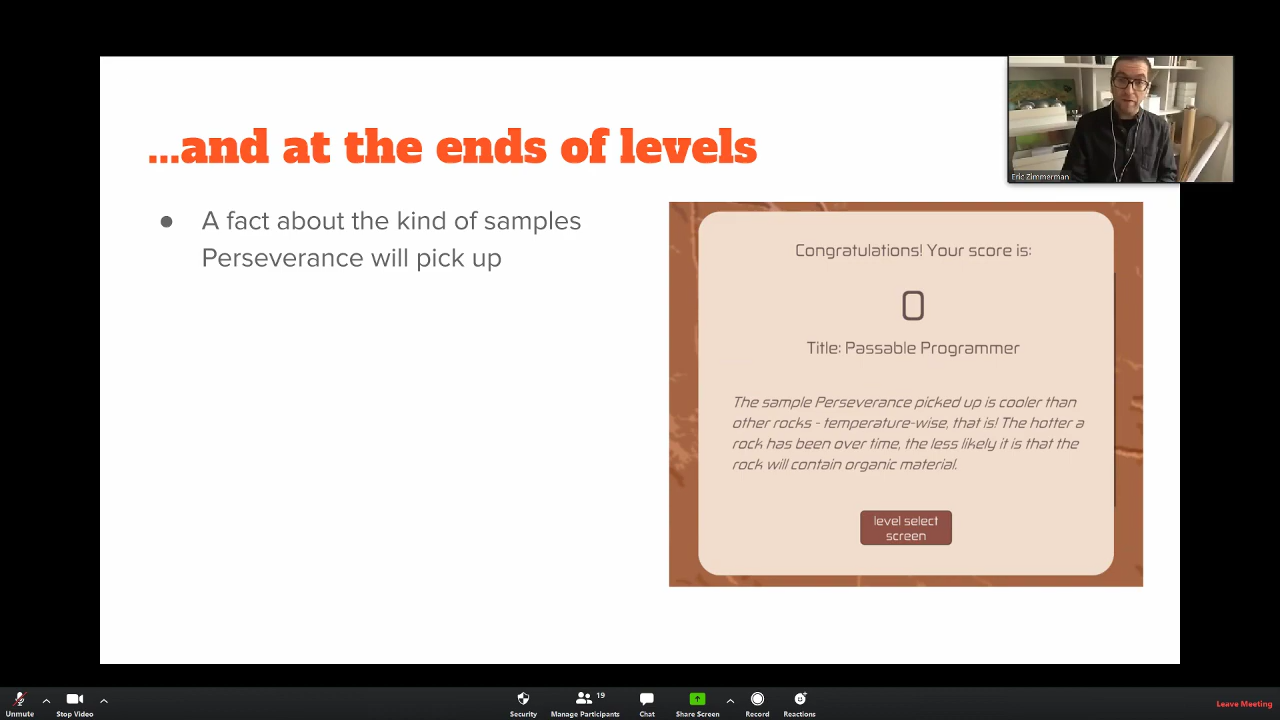 ...and at the ends of levels
Eric Zimmerman
● A fact about the kind of samples
Perseverance will pick up
Congratulations! Your score is:
0
Title: Passable Programmer
The sample Perseverance picked up is cooler than
other rocks - temperature-wise, that is! The hotter a
rock has been over time, the less likely it is that the
rock will contain organic material.
level select
screen
Unmute
Stop Video
Security
Manage Participants
19
Chat
Share Screen
Record
Reactions
Leave Meeting